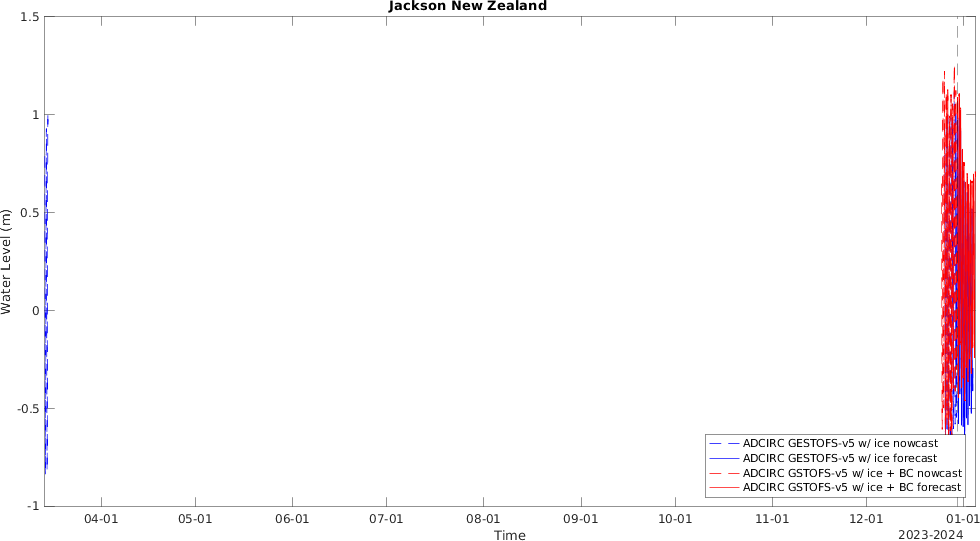 Jackson New Zealand
1.5
1
0.5
0
-0.5
-1
Water Level (m)
04-01 05-01 06-01 07-01 08-01 09-01 10-01 11-01 12-01 01-01
Time
2023-2024
ADCIRC GESTOFS-v5 w/ ice nowcast
ADCIRC GESTOFS-v5 w/ ice forecast
ADCIRC GSTOFS-v5 w/ ice + BC nowcast
ADCIRC GSTOFS-v5 w/ ice + BC forecast